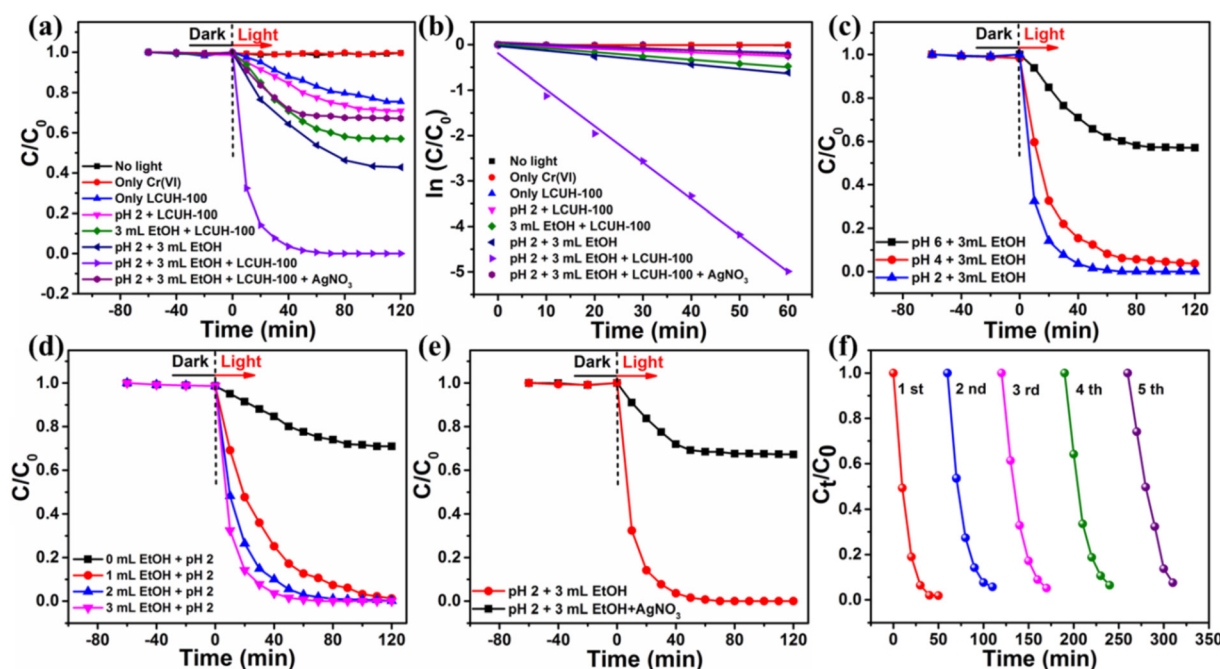 (a)
Dark
Light
1.0
0.8
0.6
0.4
0.2
0.0
-0.2
C/C0
No light
Only Cr(VI)
Only LCUH-100
pH 2 + LCUH-100
3 mL EtOH + LCUH-100
pH 2 + 3 mL EtOH
pH 2 + 3 mL EtOH + LCUH-100
pH 2 + 3 mL EtOH + LCUH-100 + AgNO3
-80 -40 0 40 80 120
Time (min)
(b)
0
-1
-2
-3
-4
-5
ln (C/C0)
No light
Only Cr(VI)
Only LCUH-100
pH 2 + LCUH-100
3 mL EtOH + LCUH-100
pH 2 + 3 mL EtOH
pH 2 + 3 mL EtOH + LCUH-100
pH 2 + 3 mL EtOH + LCUH-100 + AgNO3
0 10 20 30 40 50 60
Time (min)
(c)
Dark
Light
1.0
0.8
0.6
0.4
0.2
0.0
C/C0
pH 6 + 3mL EtOH
pH 4 + 3mL EtOH
pH 2 + 3mL EtOH
-80 -40 0 40 80 120
Time (min)
(d)
Dark
Light
1.0
0.8
0.6
0.4
0.2
0.0
C/C0
0 mL EtOH + pH 2
1 mL EtOH + pH 2
2 mL EtOH + pH 2
3 mL EtOH + pH 2
-80 -40 0 40 80 120
Time (min)
(e)
Dark
Light
1.0
0.8
0.6
0.4
0.2
0.0
C/C0
pH 2 + 3 mL EtOH
pH 2 + 3 mL EtOH+AgNO3
-80 -40 0 40 80 120
Time (min)
(f)
1.0
0.8
0.6
0.4
0.2
0.0
Ct/C0
1 st
2 nd
3 rd
4 th
5 th
0 50 100 150 200 250 300 350
Time (min)